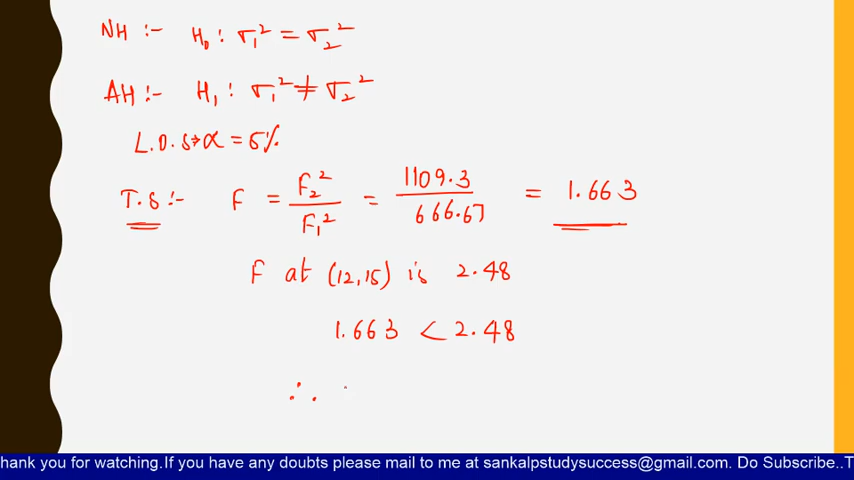 NH :- H₀ : σ₁² = σ₂²
AH :- H₁ : σ₁² ≠ σ₂²
L.O.S → α = 5%
T.S :- F = F₂² / F₁² = 1109.3 / 666.67 = 1.663
F at (12,15) is 2.48
1.663 < 2.48
∴
hank you for watching.If you have any doubts please mail to me at sankalpstudysuccess@gmail.com. Do Subscribe..T